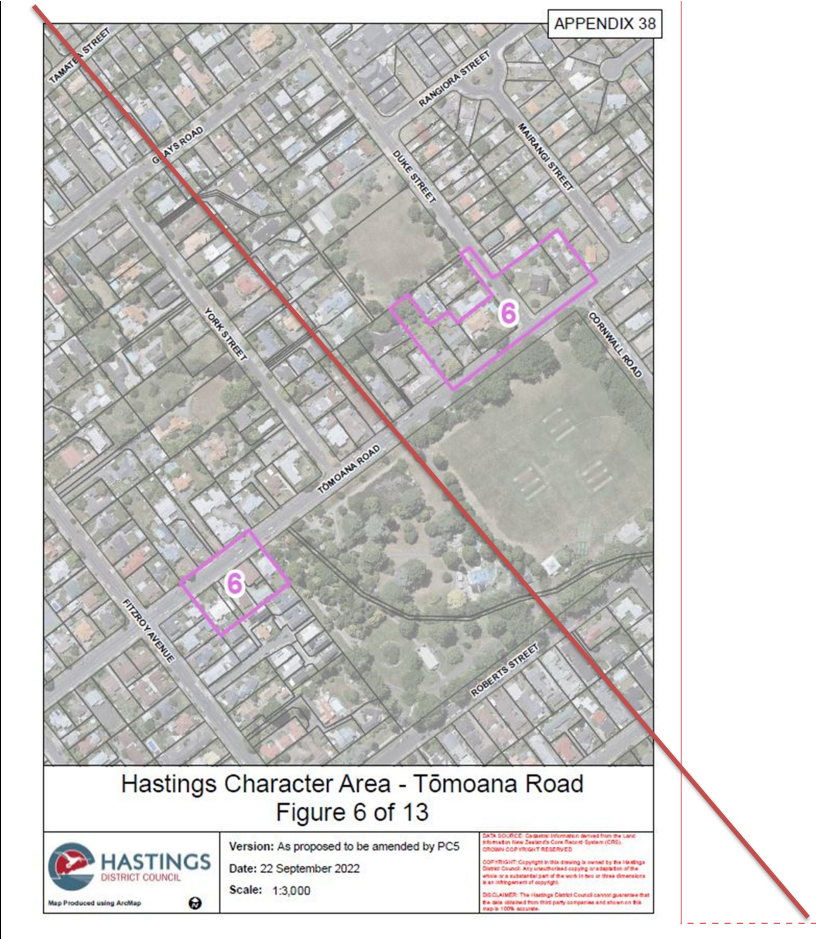 APPENDIX 38
TAMATEA STREET
RANGIORA STREET
GRAYS ROAD
MAIRANGI STREET
DUKE STREET
6
YORK STREET
CORNWALL ROAD
TŌMOANA ROAD
6
FITZROY AVENUE
ROBERTS STREET
Hastings Character Area - Tōmoana Road
Figure 6 of 13
HASTINGS
DISTRICT COUNCIL
Map Produced using ArcMap
Version: As proposed to be amended by PC5
Date: 22 September 2022
Scale: 1:3,000
DATA SOURCE: Cadastral information derived from the Land
Information New Zealand's Core Record System (CRS).
CROWN COPYRIGHT RESERVED
COPYRIGHT: Copyright in this drawing is owned by the Hastings
District Council. Any unauthorised copying or adaptation of the
whole or a substantial part of the work in two or three dimensions
is an infringement of copyright.
DISCLAIMER: The Hastings District Council cannot guarantee that
the data obtained from third party companies and shown on this
map is 100% accurate.